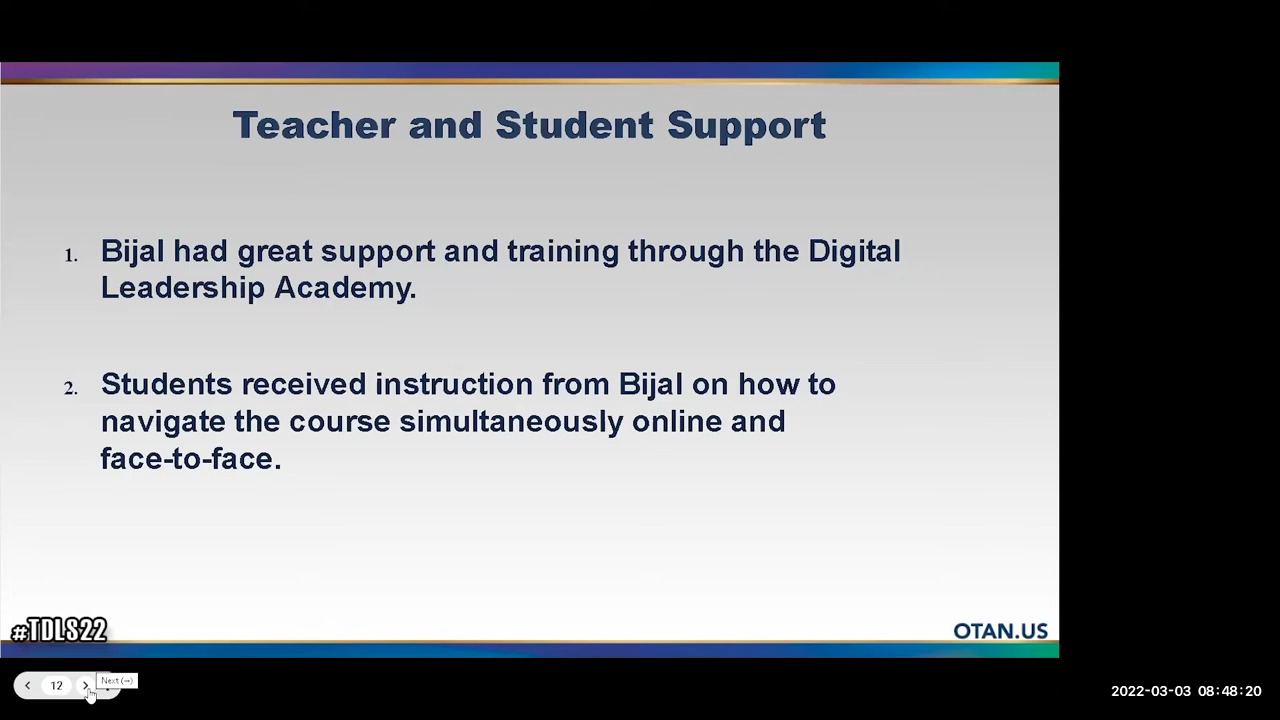 Teacher and Student Support
1. Bijal had great support and training through the Digital
Leadership Academy.
2. Students received instruction from Bijal on how to
navigate the course simultaneously online and
face-to-face.
#TDLS22
OTAN.US
12
Next (→)
2022-03-03 08:48:20